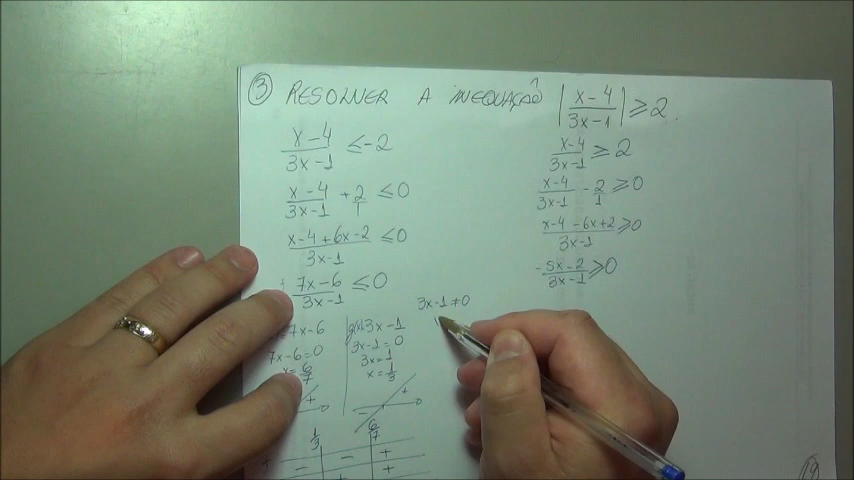 ③ RESOLVER A INEQUAÇÃO |x-4/3x-1| ≥ 2.
x-4/3x-1 ≤ -2
x-4/3x-1 + 2/1 ≤ 0
x-4+6x-2/3x-1 ≤ 0
7x-6/3x-1 ≤ 0
=7x-6
7x-6=0
x=6/7
+
g(x)=3x-1
3x-1=0
3x=1
x=1/3
- +
3x-1≠0
1/3 6/7
+ - - +
- +
+
x-4/3x-1 ≥ 2
x-4/3x-1 - 2/1 ≥ 0
x-4-6x+2/3x-1 ≥ 0
-5x-2/3x-1 ≥ 0